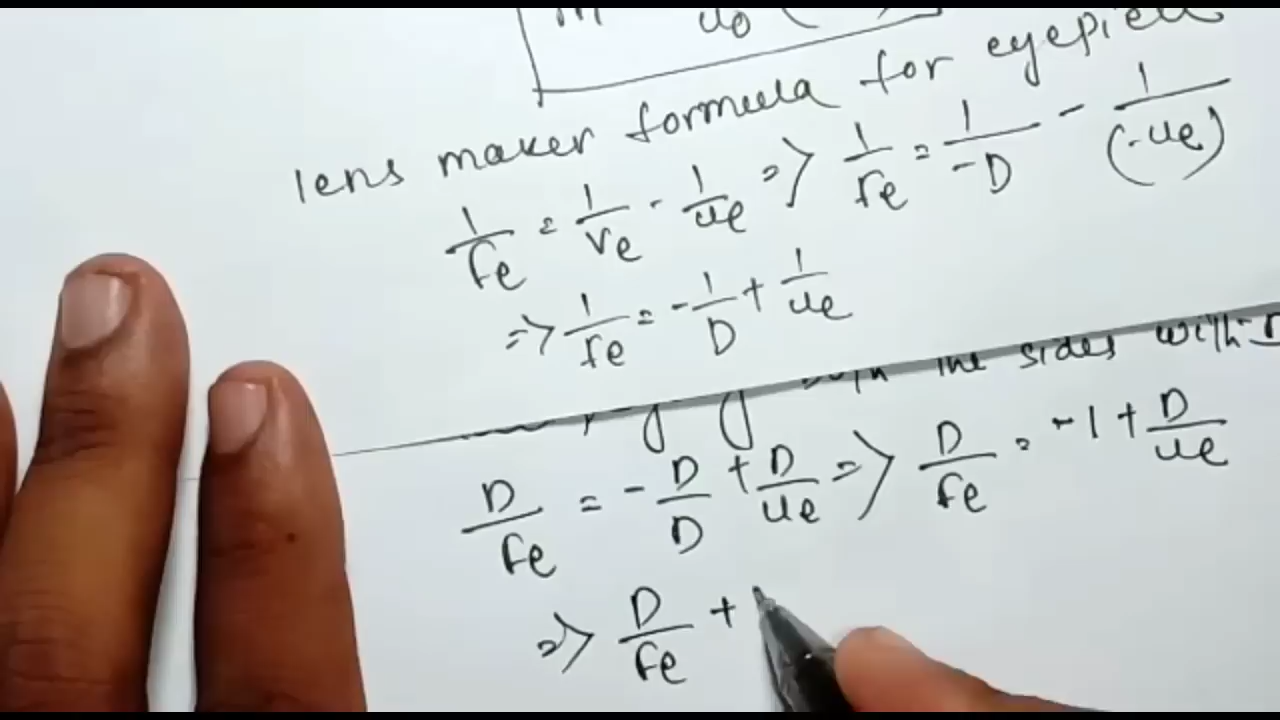 m u₀ (
lens maker formula for
1/fe = 1/ve - 1/ue => 1/fe = 1/-D - 1/(-ue)
=> 1/fe = -1/D + 1/ue
the sides with
D/fe = -D/D + D/ue => D/fe = -1 + D/ue
=> D/fe +